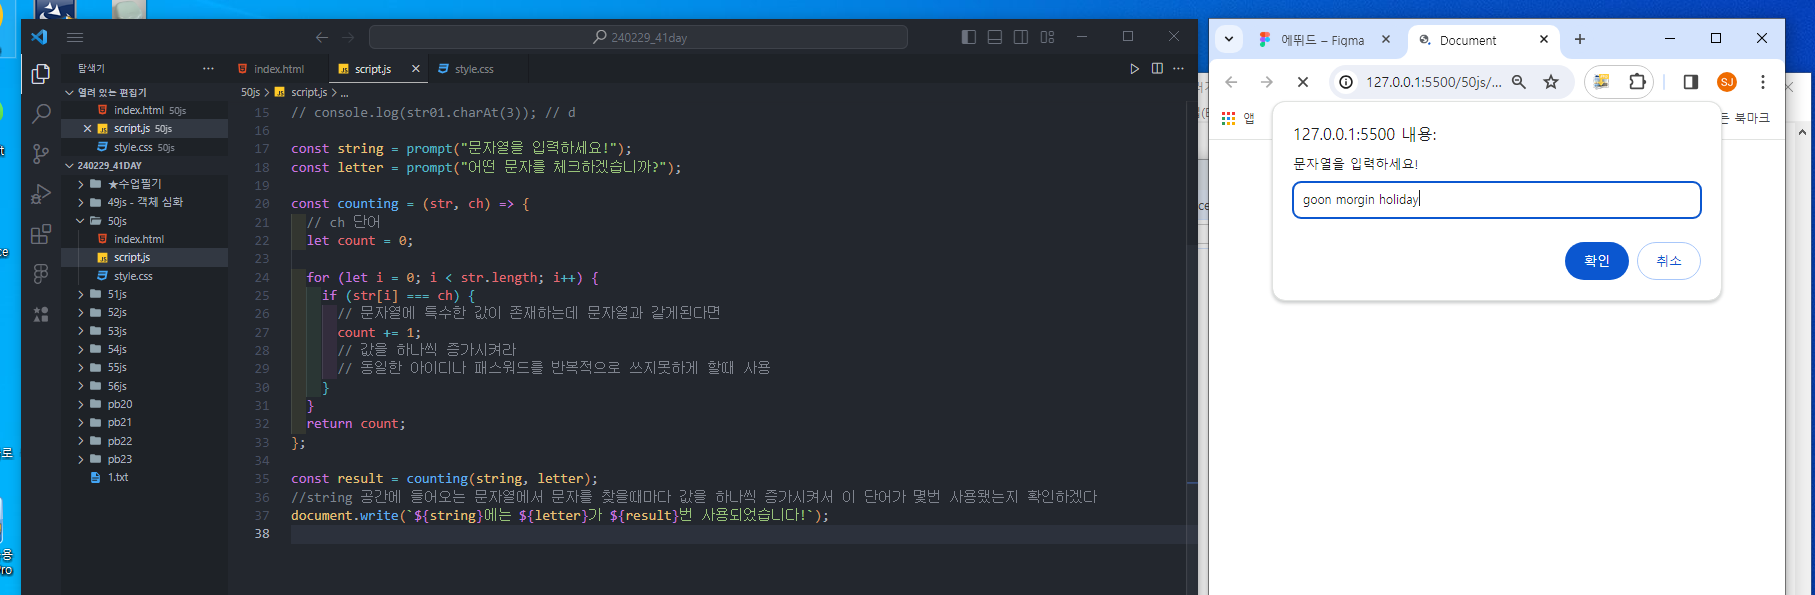 240229_41day
탐색기
열려 있는 편집기
index.html 50js
script.js 50js
style.css 50js
240229_41DAY
★수업필기
49js - 객체 심화
50js
index.html
script.js
style.css
51js
52js
53js
54js
55js
56js
pb20
pb21
pb22
pb23
1.txt
index.html
script.js
style.css
50js > script.js > ...
15 // console.log(str01.charAt(3)); // d
16
17 const string = prompt("문자열을 입력하세요!");
18 const letter = prompt("어떤 문자를 체크하겠습니까?");
19
20 const counting = (str, ch) => {
21 // ch 단어
22 let count = 0;
23
24 for (let i = 0; i < str.length; i++) {
25 if (str[i] === ch) {
26 // 문자열에 특수한 값이 존재하는데 문자열과 같게된다면
27 count += 1;
28 // 값을 하나씩 증가시켜라
29 // 동일한 아이디나 패스워드를 반복적으로 쓰지못하게 할때 사용
30 }
31 }
32 return count;
33 };
34
35 const result = counting(string, letter);
36 //string 공간에 들어오는 문자열에서 문자를 찾을때마다 값을 하나씩 증가시켜서 이 단어가 몇번 사용됐는지 확인하겠다
37 document.write(`${string}에는 ${letter}가 ${result}번 사용되었습니다!`);
38
에뛰드 – Figma
Document
127.0.0.1:5500/50js/...
SJ
앱
든 북마크
127.0.0.1:5500 내용:
문자열을 입력하세요!
goon morgin holiday
확인
취소